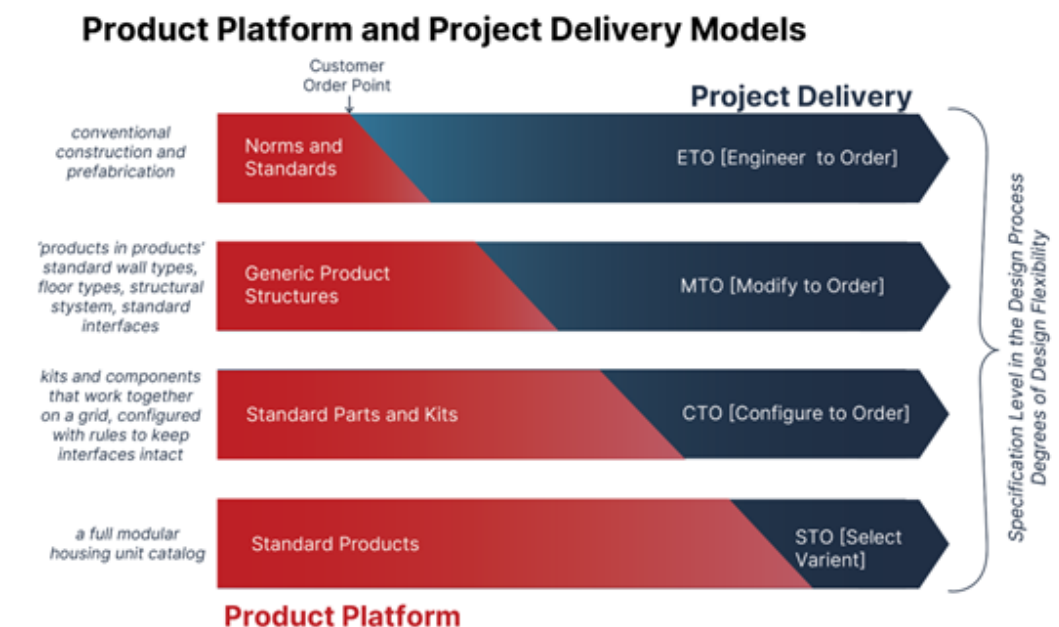 Product Platform and Project Delivery Models
Customer
Order Point
Project Delivery
conventional
construction and
prefabrication
Norms and
Standards
ETO [Engineer to Order]
'products in products'
standard wall types,
floor types, structural
stystem, standard
interfaces
Generic Product
Structures
MTO [Modify to Order]
kits and components
that work together
on a grid, configured
with rules to keep
interfaces intact
Standard Parts and Kits
CTO [Configure to Order]
a full modular
housing unit catalog
Standard Products
STO [Select
Varient]
Product Platform
Specification Level in the Design Process
Degrees of Design Flexibility